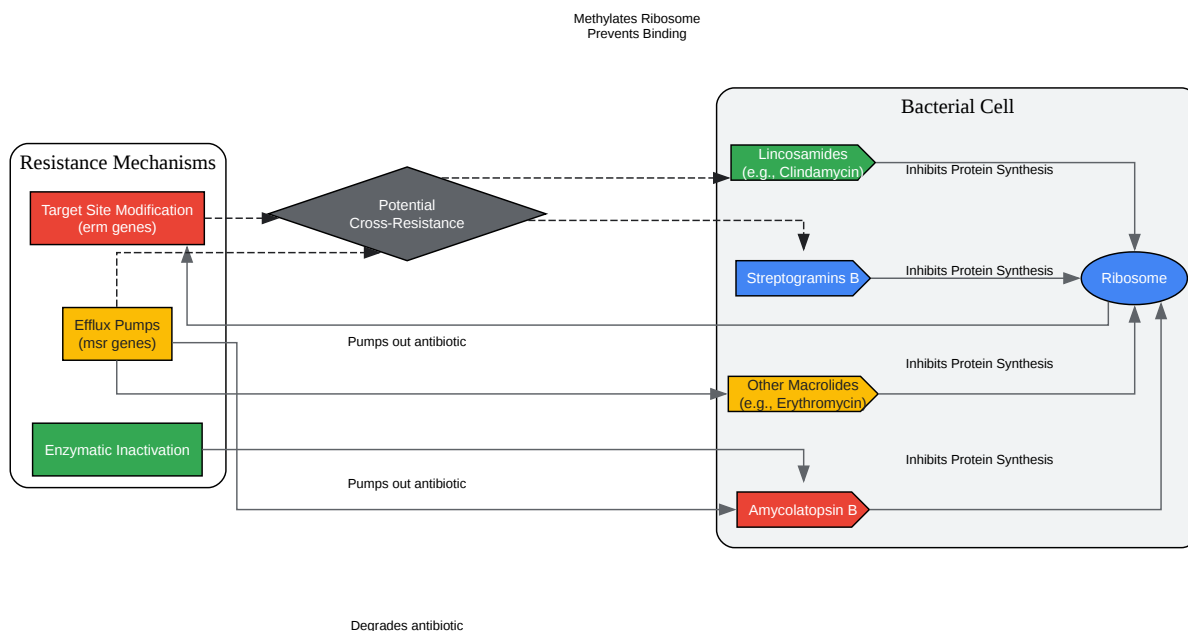 Methylates Ribosome
Prevents Binding
Bacterial Cell
Resistance Mechanisms
Target Site Modification
(erm genes)
Efflux Pumps
(msr genes)
Enzymatic Inactivation
Potential
Cross-Resistance
Lincosamides
(e.g., Clindamycin)
Inhibits Protein Synthesis
Streptogramins B
Inhibits Protein Synthesis
Ribosome
Pumps out antibiotic
Inhibits Protein Synthesis
Other Macrolides
(e.g., Erythromycin)
Inhibits Protein Synthesis
Pumps out antibiotic
Amycolatopsin B
Degrades antibiotic